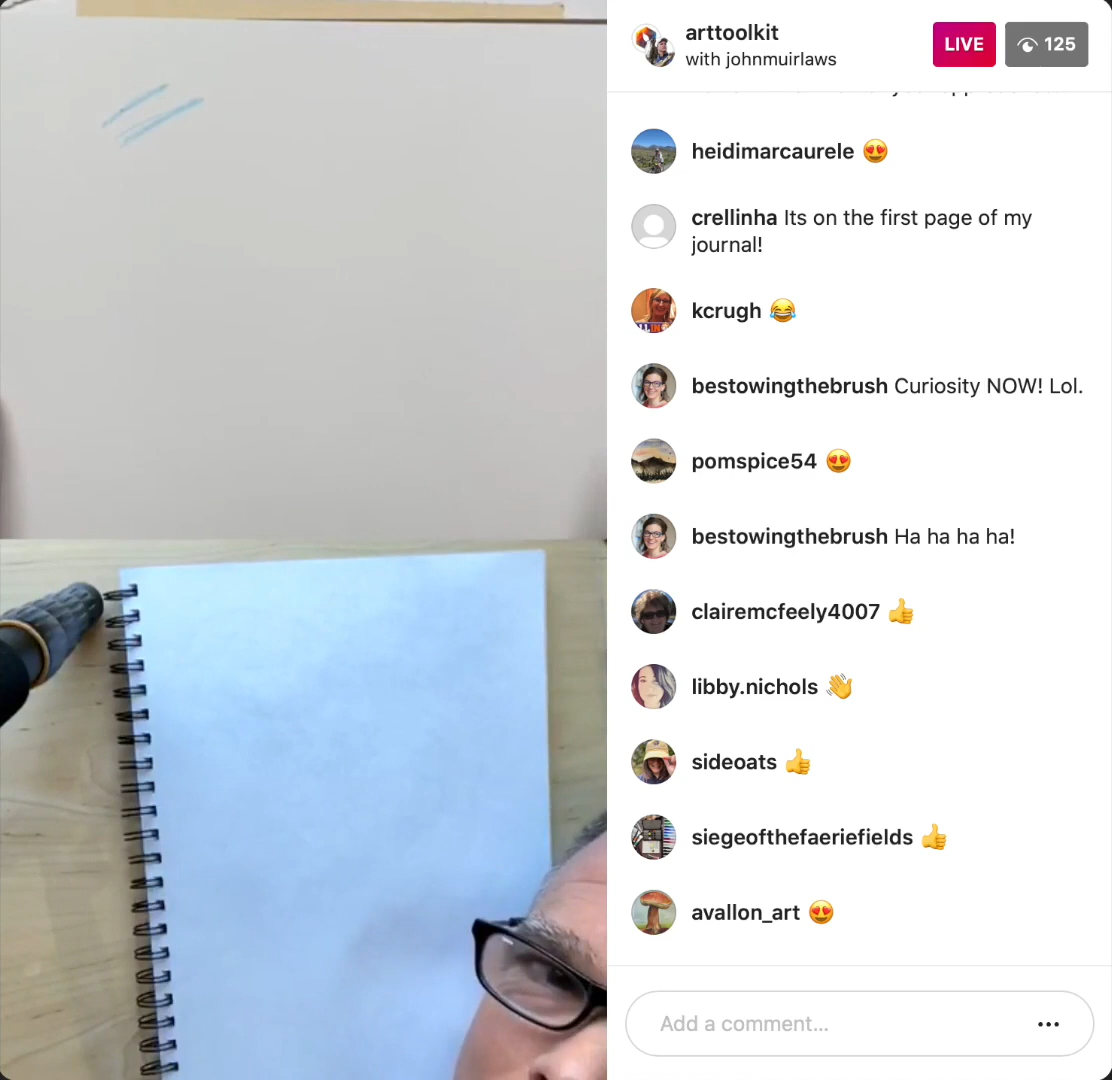 arttoolkit
with johnmuirlaws
LIVE
125
heidimarcaurele 😍
crellinha Its on the first page of my
journal!
kcrugh 😂
bestowingthebrush Curiosity NOW! Lol.
pomspice54 😍
bestowingthebrush Ha ha ha ha!
clairemcfeely4007 👍
libby.nichols 👋
sideoats 👍
siegeofthefaeriefields 👍
avallon_art 😍
Add a comment...